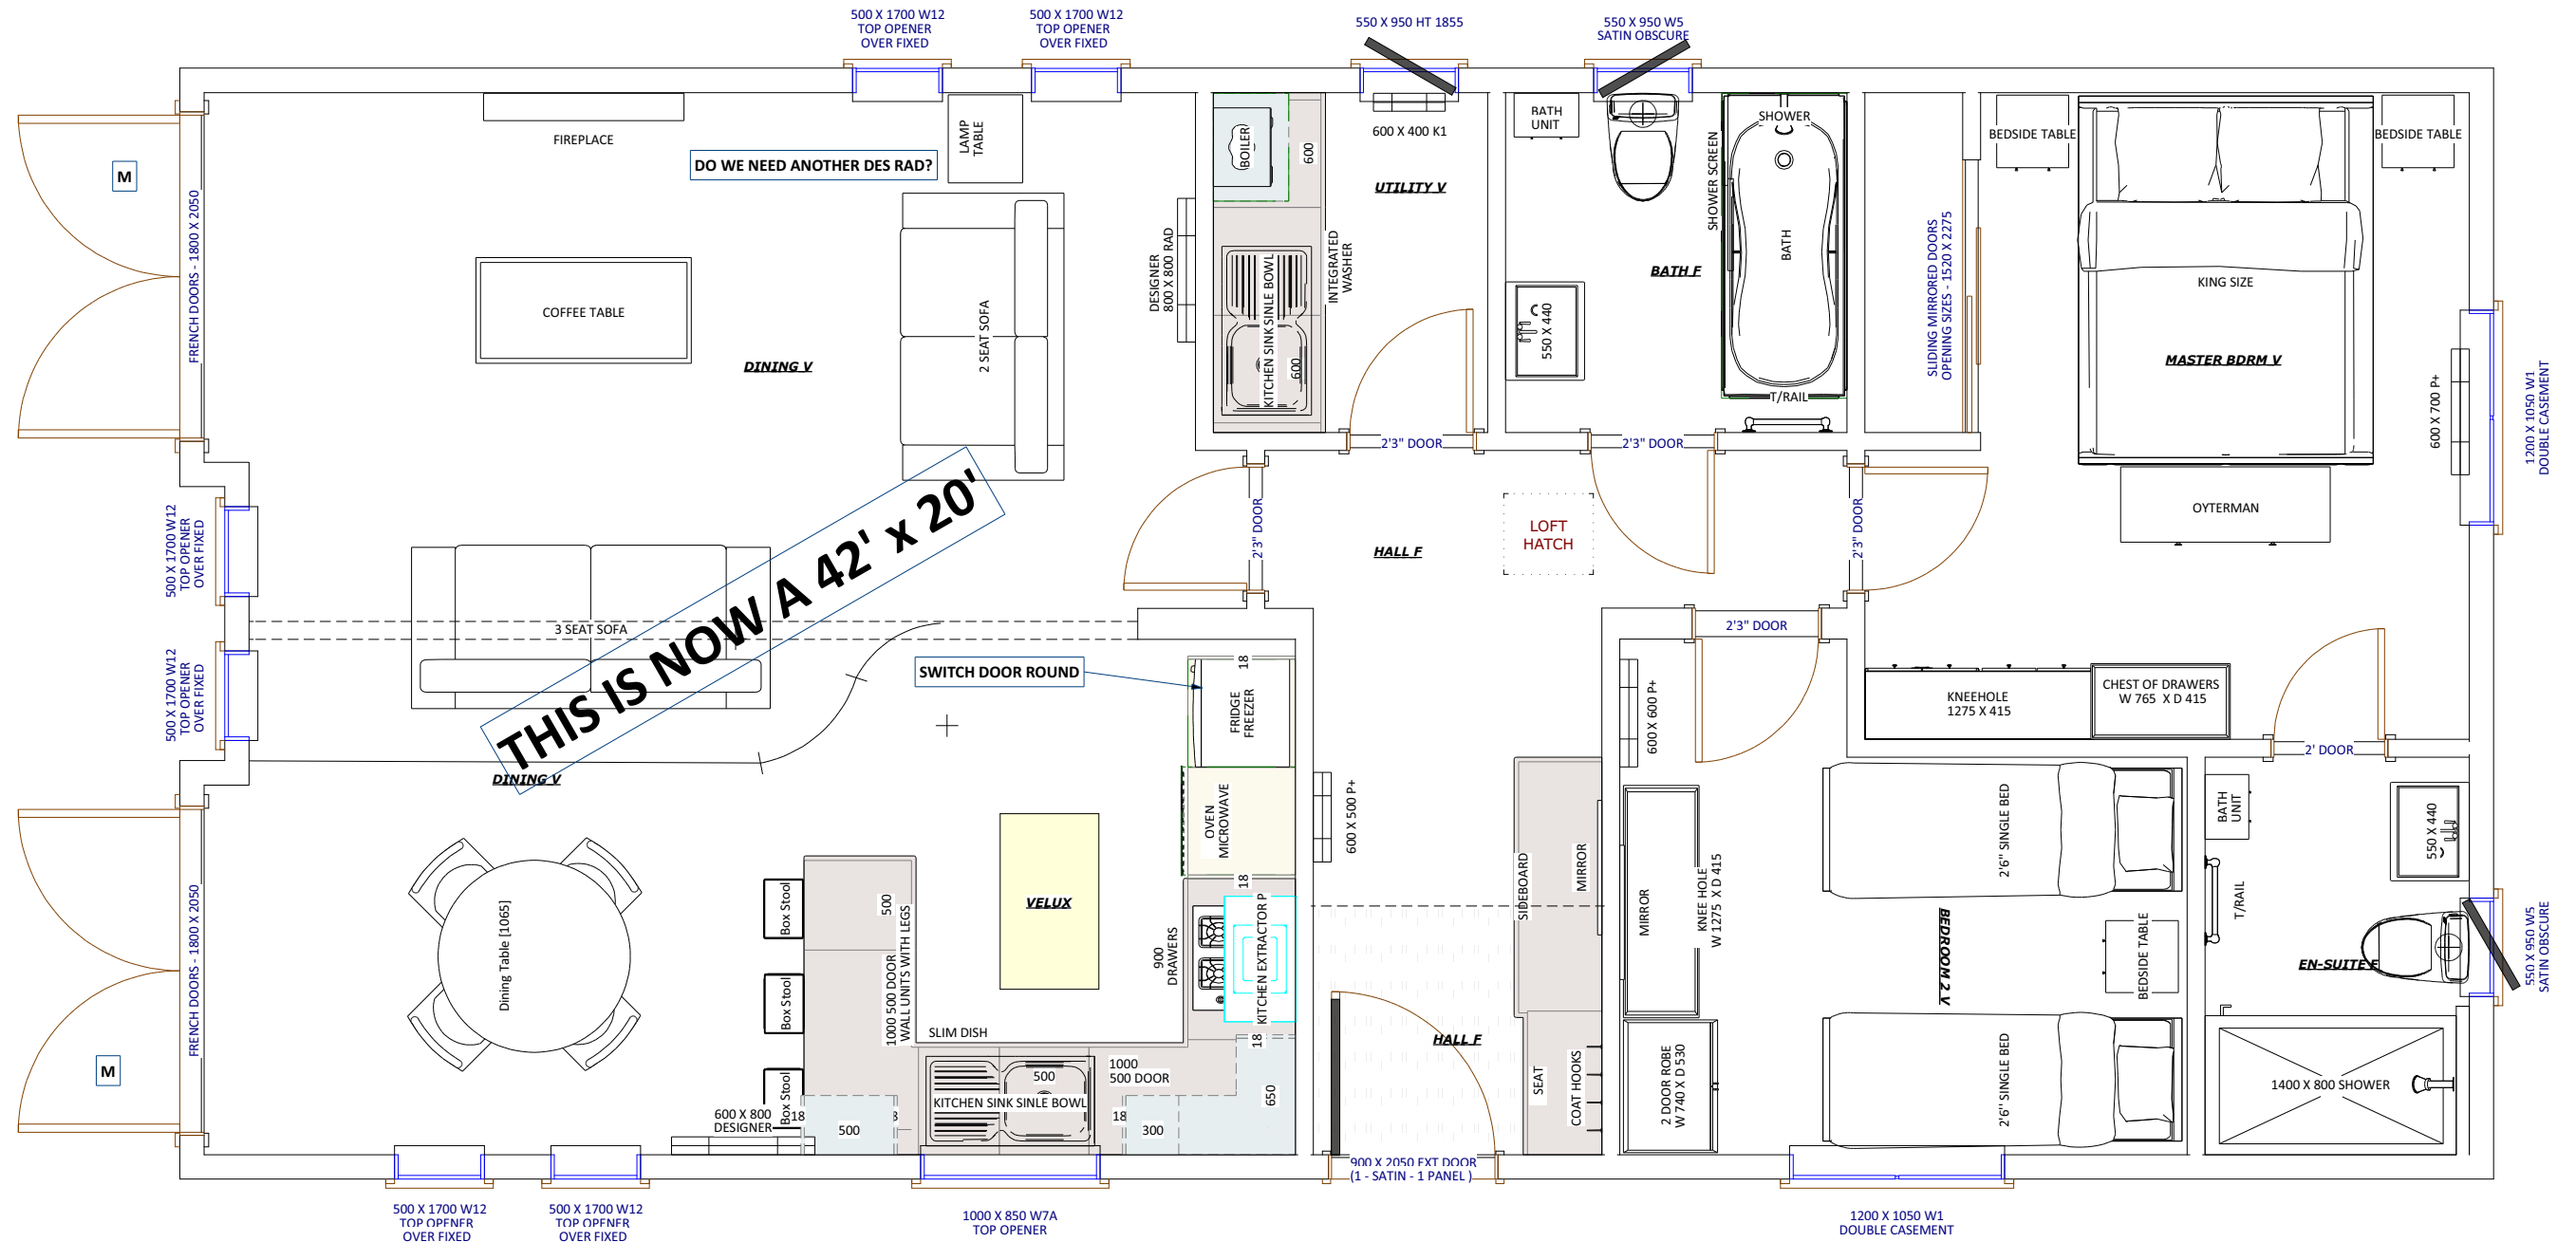 500 X 1700 W12
TOP OPENER
OVER FIXED
500 X 1700 W12
TOP OPENER
OVER FIXED
550 X 950 HT 1855
550 X 950 W5
SATIN OBSCURE
FIREPLACE
LAMP
TABLE
DO WE NEED ANOTHER DES RAD?
M
FRENCH DOORS - 1800 X 2050
COFFEE TABLE
DINING V
2 SEAT SOFA
DESIGNER
800 X 800 RAD
BOILER
600
KITCHEN SINK SINLE BOWL
600
INTEGRATED
WASHER
600 X 400 K1
UTILITY V
2'3" DOOR
BATH
UNIT
550 X 440
BATH F
SHOWER SCREEN
SHOWER
BATH
T/RAIL
2'3" DOOR
SLIDING MIRRORED DOORS
OPENING SIZES - 1520 X 2275
BEDSIDE TABLE
BEDSIDE TABLE
KING SIZE
MASTER BDRM V
600 X 700 P+
1200 X 1050 W1
DOUBLE CASEMENT
OYTERMAN
500 X 1700 W12
TOP OPENER
OVER FIXED
500 X 1700 W12
TOP OPENER
OVER FIXED
3 SEAT SOFA
THIS IS NOW A 42' x 20'
2'3" DOOR
HALL F
LOFT
HATCH
2'3" DOOR
2'3" DOOR
SWITCH DOOR ROUND
18
FRIDGE
FREEZER
600 X 600 P+
KNEEHOLE
1275 X 415
CHEST OF DRAWERS
W 765 X D 415
2' DOOR
DINING V
OVEN
MICROWAVE
600 X 500 P+
FRENCH DOORS - 1800 X 2050
M
Dining Table [1065]
Box Stool
Box Stool
Box Stool
500
1000 500 DOOR
WALL UNITS WITH LEGS
VELUX
900
DRAWERS
18
KITCHEN EXTRACTOR P
18
SLIM DISH
1000
500 DOOR
500
KITCHEN SINK SINLE BOWL
650
600 X 800
DESIGNER
18
500
18
300
SIDEBOARD
MIRROR
HALL F
SEAT
COAT HOOKS
MIRROR
KNEE HOLE
W 1275 X D 415
2 DOOR ROBE
W 740 X D 530
2'6" SINGLE BED
BEDROOM 2 V
BEDSIDE TABLE
2'6" SINGLE BED
BATH
UNIT
550 X 440
T/RAIL
EN-SUITE F
1400 X 800 SHOWER
550 X 950 W5
SATIN OBSCURE
900 X 2050 EXT DOOR
(1 - SATIN - 1 PANEL )
500 X 1700 W12
TOP OPENER
OVER FIXED
500 X 1700 W12
TOP OPENER
OVER FIXED
1000 X 850 W7A
TOP OPENER
1200 X 1050 W1
DOUBLE CASEMENT